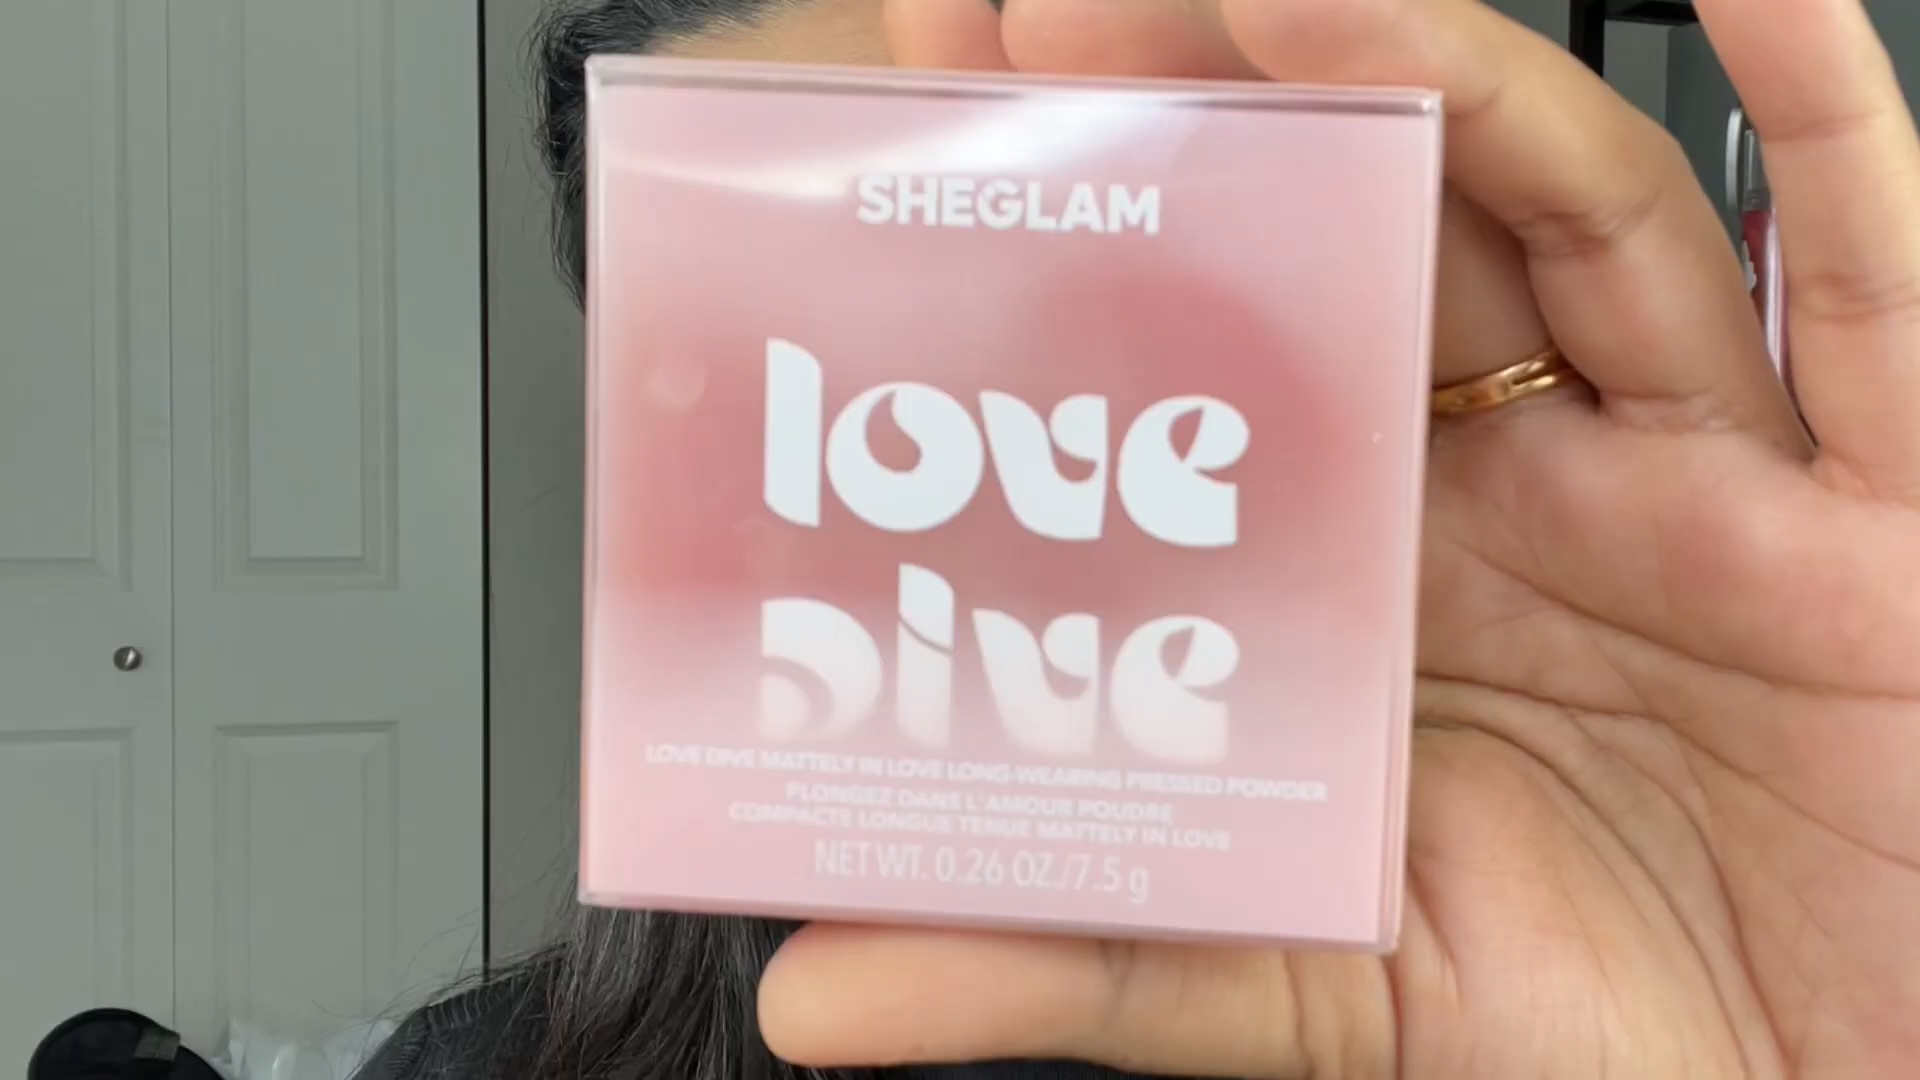 SHEGLAM
love
Dive
LOVE DIVE MATTELY IN LOVE LONG-WEARING PRESSED POWDER
PLONGEZ DANS L'AMOUR POUDRE
COMPACTE LONGUE TENUE MATTELY IN LOVE
NET WT. 0.26 OZ./7.5 g